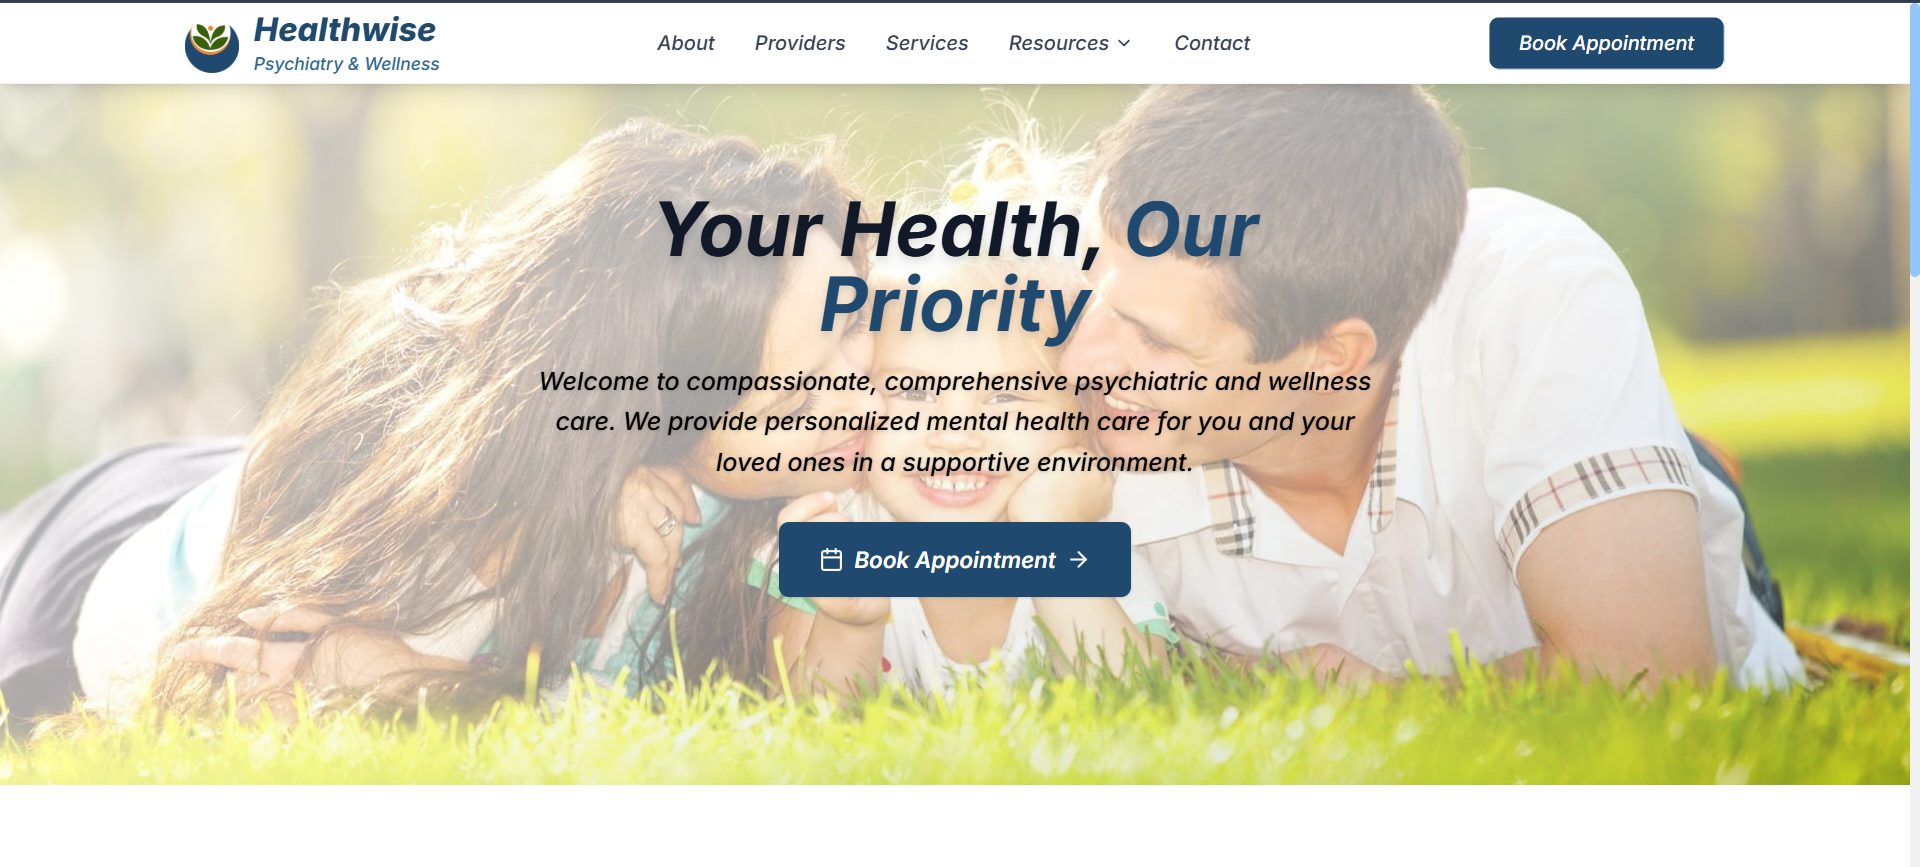 Healthwise
Psychiatry & Wellness
About
Providers
Services
Resources
Contact
Book Appointment
Your Health, Our
Priority
Welcome to compassionate, comprehensive psychiatric and wellness
care. We provide personalized mental health care for you and your
loved ones in a supportive environment.
Book Appointment